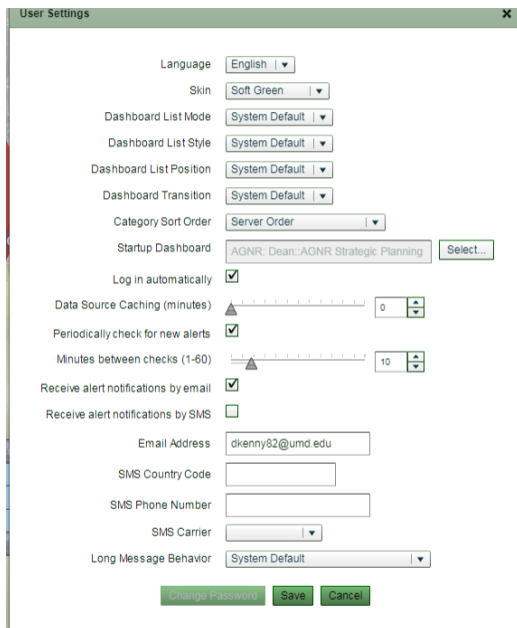 User Settings
Language English
Skin Soft Green
Dashboard List Mode System Default
Dashboard List Style System Default
Dashboard List Position System Default
Dashboard Transition System Default
Category Sort Order Server Order
Startup Dashboard AGNR: Dean::AGNR Strategic Planning Select...
Log in automatically
Data Source Caching (minutes) 0
Periodically check for new alerts
Minutes between checks (1-60) 10
Receive alert notifications by email
Receive alert notifications by SMS
Email Address dkenny82@umd.edu
SMS Country Code
SMS Phone Number
SMS Carrier
Long Message Behavior System Default
Change Password Save Cancel